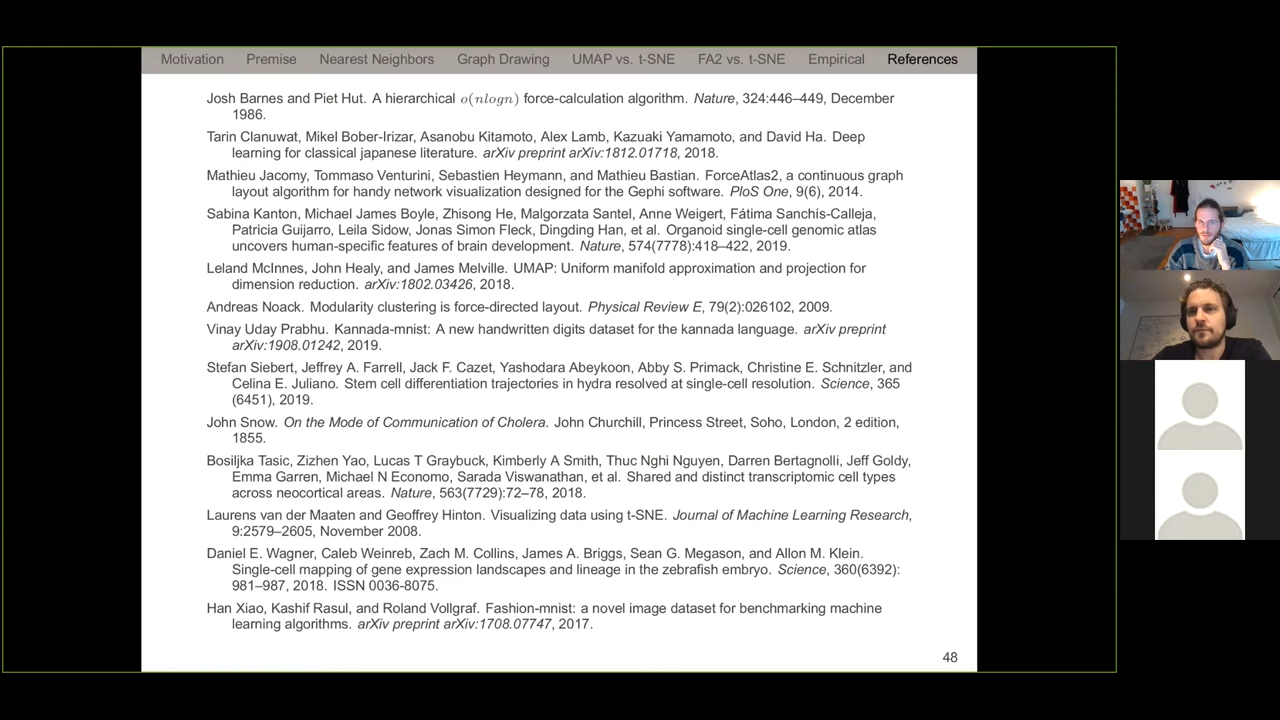 Motivation Premise Nearest Neighbors Graph Drawing UMAP vs. t-SNE FA2 vs. t-SNE Empirical References
Josh Barnes and Piet Hut. A hierarchical o(nlogn) force-calculation algorithm. Nature, 324:446–449, December
1986.
Tarin Clanuwat, Mikel Bober-Irizar, Asanobu Kitamoto, Alex Lamb, Kazuaki Yamamoto, and David Ha. Deep
learning for classical japanese literature. arXiv preprint arXiv:1812.01718, 2018.
Mathieu Jacomy, Tommaso Venturini, Sebastien Heymann, and Mathieu Bastian. ForceAtlas2, a continuous graph
layout algorithm for handy network visualization designed for the Gephi software. PloS One, 9(6), 2014.
Sabina Kanton, Michael James Boyle, Zhisong He, Malgorzata Santel, Anne Weigert, Fátima Sanchís-Calleja,
Patricia Guijarro, Leila Sidow, Jonas Simon Fleck, Dingding Han, et al. Organoid single-cell genomic atlas
uncovers human-specific features of brain development. Nature, 574(7778):418–422, 2019.
Leland McInnes, John Healy, and James Melville. UMAP: Uniform manifold approximation and projection for
dimension reduction. arXiv:1802.03426, 2018.
Andreas Noack. Modularity clustering is force-directed layout. Physical Review E, 79(2):026102, 2009.
Vinay Uday Prabhu. Kannada-mnist: A new handwritten digits dataset for the kannada language. arXiv preprint
arXiv:1908.01242, 2019.
Stefan Siebert, Jeffrey A. Farrell, Jack F. Cazet, Yashodara Abeykoon, Abby S. Primack, Christine E. Schnitzler, and
Celina E. Juliano. Stem cell differentiation trajectories in hydra resolved at single-cell resolution. Science, 365
(6451), 2019.
John Snow. On the Mode of Communication of Cholera. John Churchill, Princess Street, Soho, London, 2 edition,
1855.
Bosiljka Tasic, Zizhen Yao, Lucas T Graybuck, Kimberly A Smith, Thuc Nghi Nguyen, Darren Bertagnolli, Jeff Goldy,
Emma Garren, Michael N Economo, Sarada Viswanathan, et al. Shared and distinct transcriptomic cell types
across neocortical areas. Nature, 563(7729):72–78, 2018.
Laurens van der Maaten and Geoffrey Hinton. Visualizing data using t-SNE. Journal of Machine Learning Research,
9:2579–2605, November 2008.
Daniel E. Wagner, Caleb Weinreb, Zach M. Collins, James A. Briggs, Sean G. Megason, and Allon M. Klein.
Single-cell mapping of gene expression landscapes and lineage in the zebrafish embryo. Science, 360(6392):
981–987, 2018. ISSN 0036-8075.
Han Xiao, Kashif Rasul, and Roland Vollgraf. Fashion-mnist: a novel image dataset for benchmarking machine
learning algorithms. arXiv preprint arXiv:1708.07747, 2017.
48